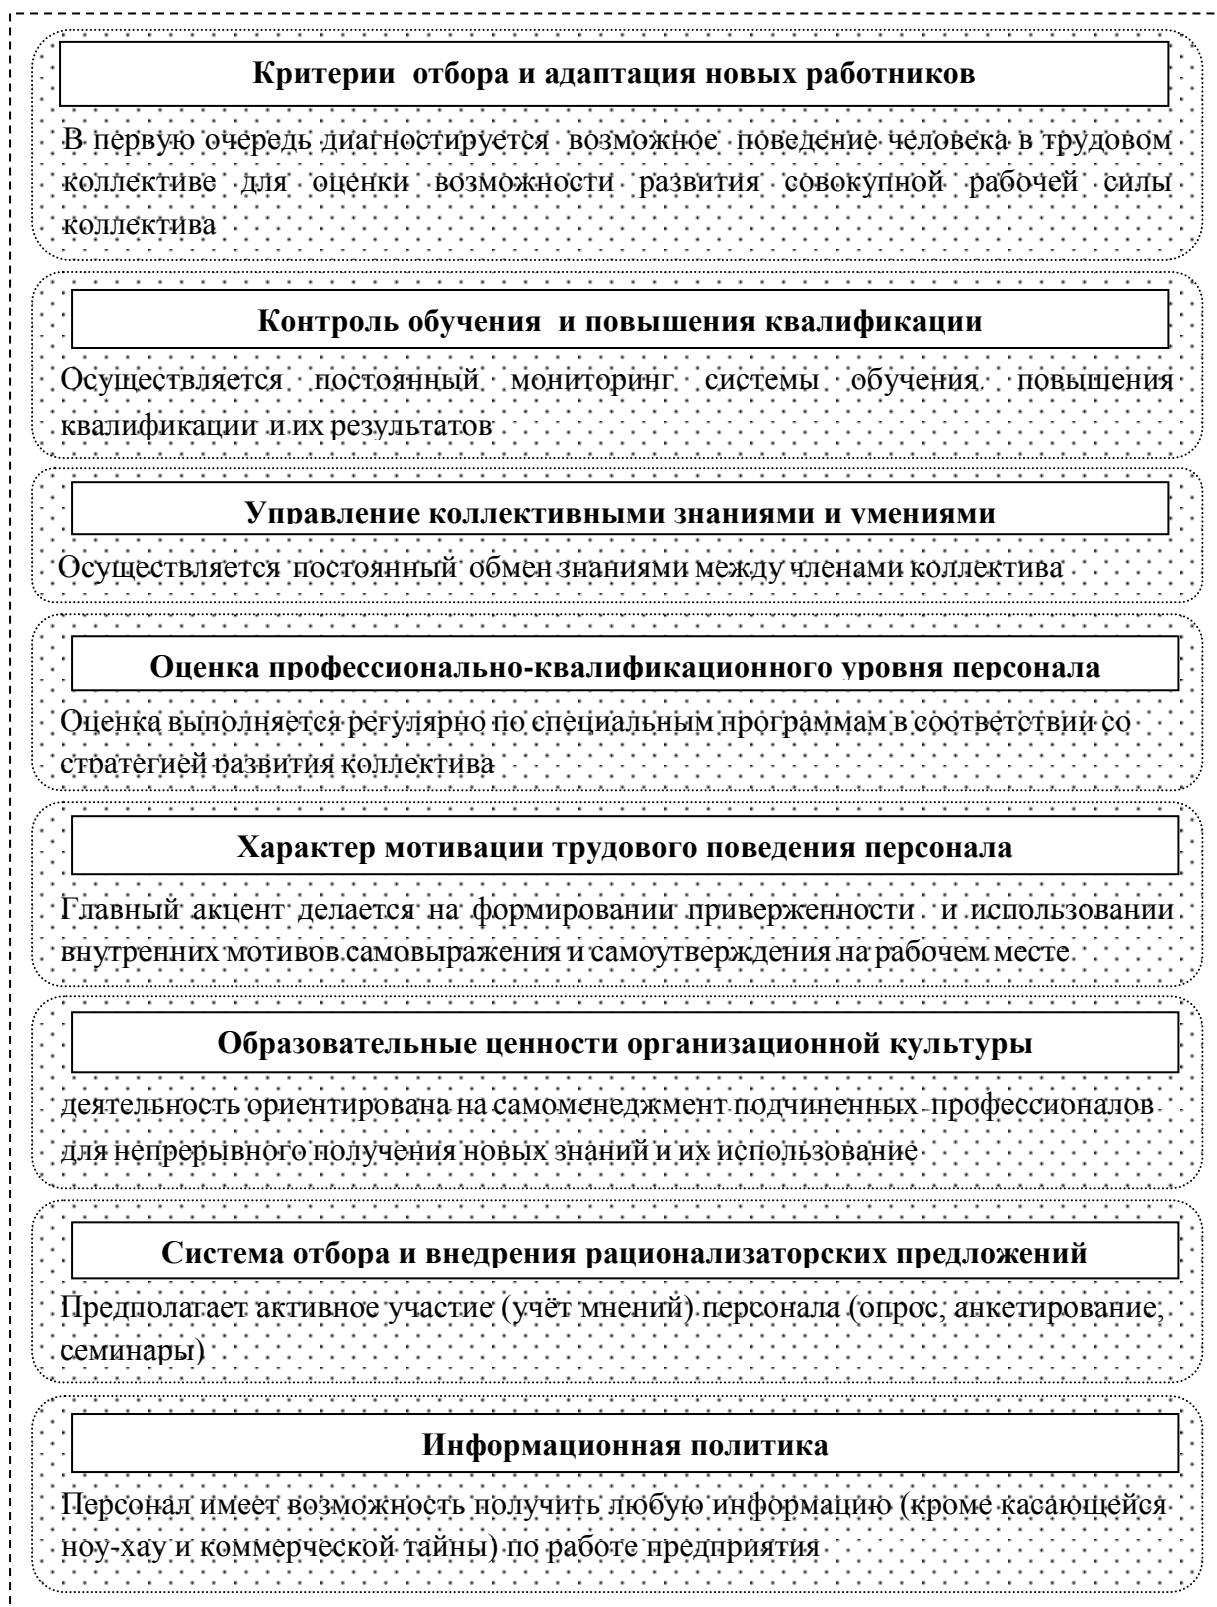 Критерии отбора и адаптация новых работников
В первую очередь диагностируется возможное поведение человека в трудовом
коллективе для оценки возможности развития совокупной рабочей силы
коллектива
Контроль обучения и повышения квалификации
Осуществляется постоянный мониторинг системы обучения, повышения
квалификации и их результатов
Управление коллективными знаниями и умениями
Осуществляется постоянный обмен знаниями между членами коллектива
Оценка профессионально-квалификационного уровня персонала
Оценка выполняется регулярно по специальным программам в соответствии со
стратегией развития коллектива
Характер мотивации трудового поведения персонала
Главный акцент делается на формировании приверженности и использовании
внутренних мотивов самовыражения и самоутверждения на рабочем месте
Образовательные ценности организационной культуры
деятельность ориентирована на самоменеджмент подчиненных профессионалов
для непрерывного получения новых знаний и их использование
Система отбора и внедрения рационализаторских предложений
Предполагает активное участие (учёт мнений) персонала (опрос, анкетирование,
семинары)
Информационная политика
Персонал имеет возможность получить любую информацию (кроме касающейся
ноу-хау и коммерческой тайны) по работе предприятия